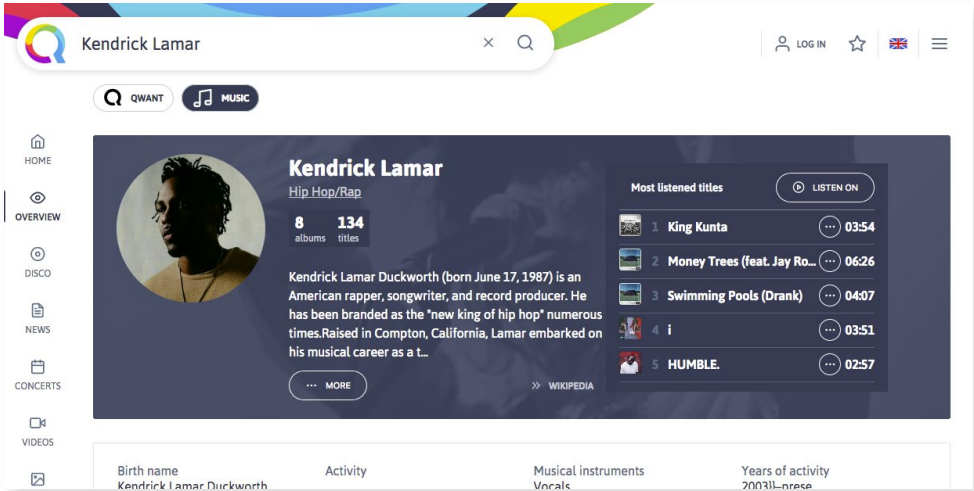 Kendrick Lamar
LOG IN
QWANT
MUSIC
HOME
OVERVIEW
DISCO
NEWS
CONCERTS
VIDEOS
Kendrick Lamar
Hip Hop/Rap
8 134
albums titles
Kendrick Lamar Duckworth (born June 17, 1987) is an
American rapper, songwriter, and record producer. He
has been branded as the "new king of hip hop" numerous
times.Raised in Compton, California, Lamar embarked on
his musical career as a t...
MORE
WIKIPEDIA
Most listened titles
LISTEN ON
1 King Kunta 03:54
2 Money Trees (feat. Jay Ro... 06:26
3 Swimming Pools (Drank) 04:07
4 i 03:51
5 HUMBLE. 02:57
Birth name Activity Musical instruments Years of activity
Kendrick Lamar Duckworth Vocals 2003}}–prese